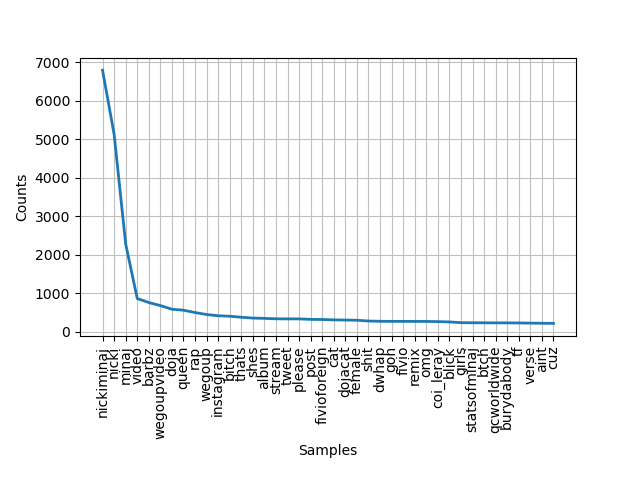 7000
6000
5000
4000
3000
2000
1000
0
Counts
nickiminaj
nicki
minaj
video
barbz
wegoupvideo
doja
queen
rap
wegoup
instagram
bitch
thats
shes
album
stream
tweet
please
post
fivioforeign
cat
dojacat
female
shit
dwhap
goh
fivio
remix
omg
coi_leray
blick
girls
statsofminaj
btch
qcworldwide
burydabody
tf
verse
aint
cuz
Samples